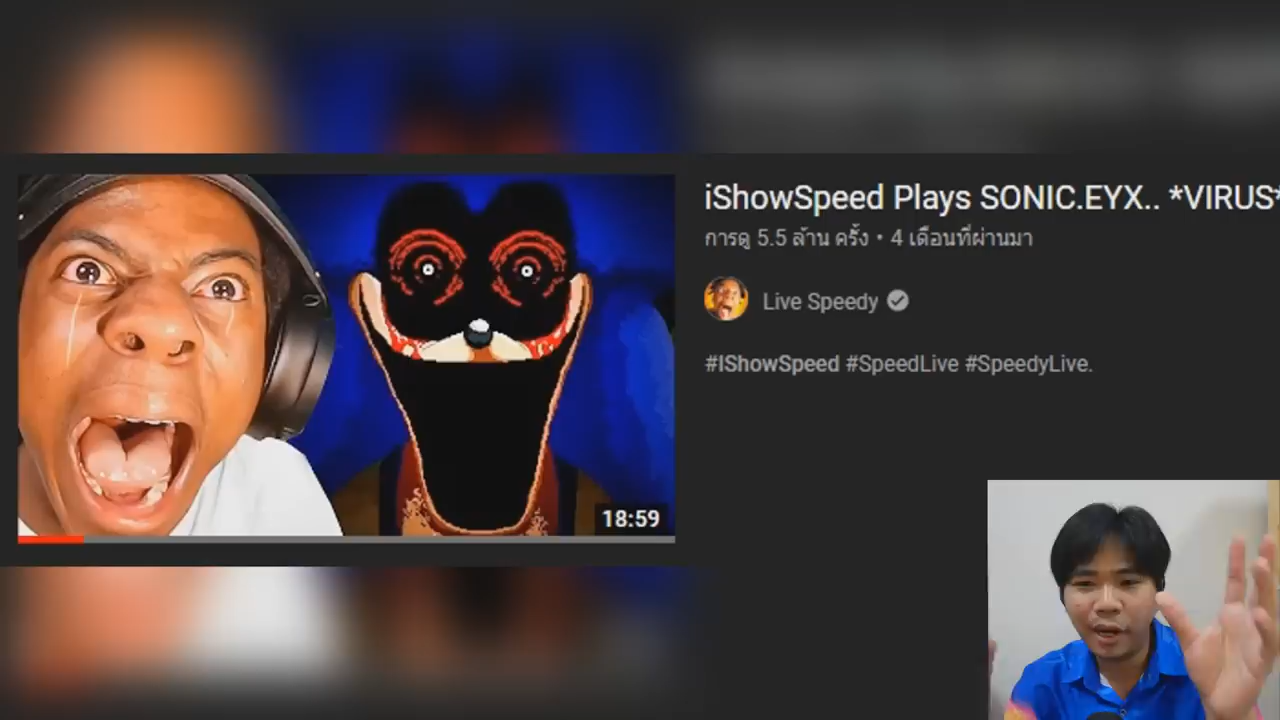 iShowSpeed Plays SONIC.EYX.. *VIRUS*
การดู 5.5 ล้าน ครั้ง • 4 เดือนที่ผ่านมา
Live Speedy
#IShowSpeed #SpeedLive #SpeedyLive.
18:59